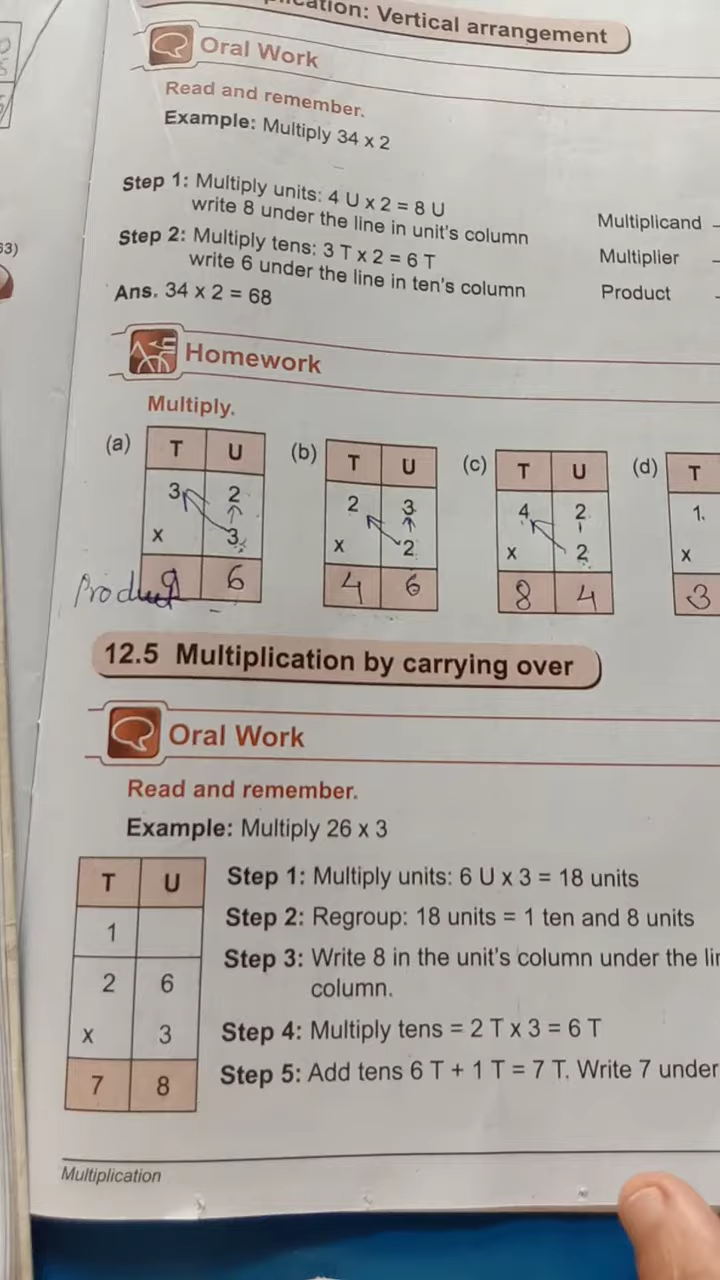 Vertical arrangement
Oral Work
Read and remember.
Example: Multiply 34 x 2
Step 1: Multiply units: 4 U x 2 = 8 U
write 8 under the line in unit's column
Step 2: Multiply tens: 3 T x 2 = 6 T
write 6 under the line in ten's column
Ans. 34 x 2 = 68
Multiplicand -
Multiplier -
Product -
Homework
Multiply.
(a) T U
3 2
x 3
Product 9 6
(b) T U
2 3
x 2
4 6
(c) T U
4 2
x 2
8 4
(d) T
1
x
3
12.5 Multiplication by carrying over
Oral Work
Read and remember.
Example: Multiply 26 x 3
T U
1
2 6
x 3
7 8
Step 1: Multiply units: 6 U x 3 = 18 units
Step 2: Regroup: 18 units = 1 ten and 8 units
Step 3: Write 8 in the unit's column under the
column.
Step 4: Multiply tens = 2 T x 3 = 6 T
Step 5: Add tens 6 T + 1 T = 7 T. Write 7 under
Multiplication